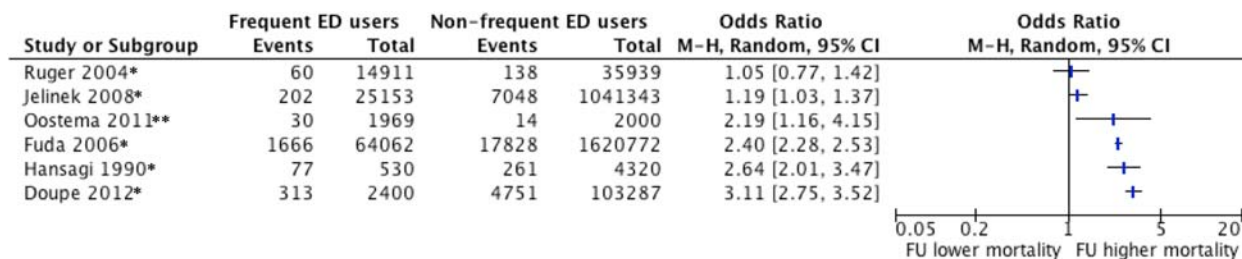 Frequent ED users Non-frequent ED users Odds Ratio Odds Ratio
Study or Subgroup Events Total Events Total M-H, Random, 95% CI M-H, Random, 95% CI
Ruger 2004* 60 14911 138 35939 1.05 [0.77, 1.42]
Jelinek 2008* 202 25153 7048 1041343 1.19 [1.03, 1.37]
Oostema 2011** 30 1969 14 2000 2.19 [1.16, 4.15]
Fuda 2006* 1666 64062 17828 1620772 2.40 [2.28, 2.53]
Hansagi 1990* 77 530 261 4320 2.64 [2.01, 3.47]
Doupe 2012* 313 2400 4751 103287 3.11 [2.75, 3.52]
0.05 0.2 1 5 20
FU lower mortality FU higher mortality